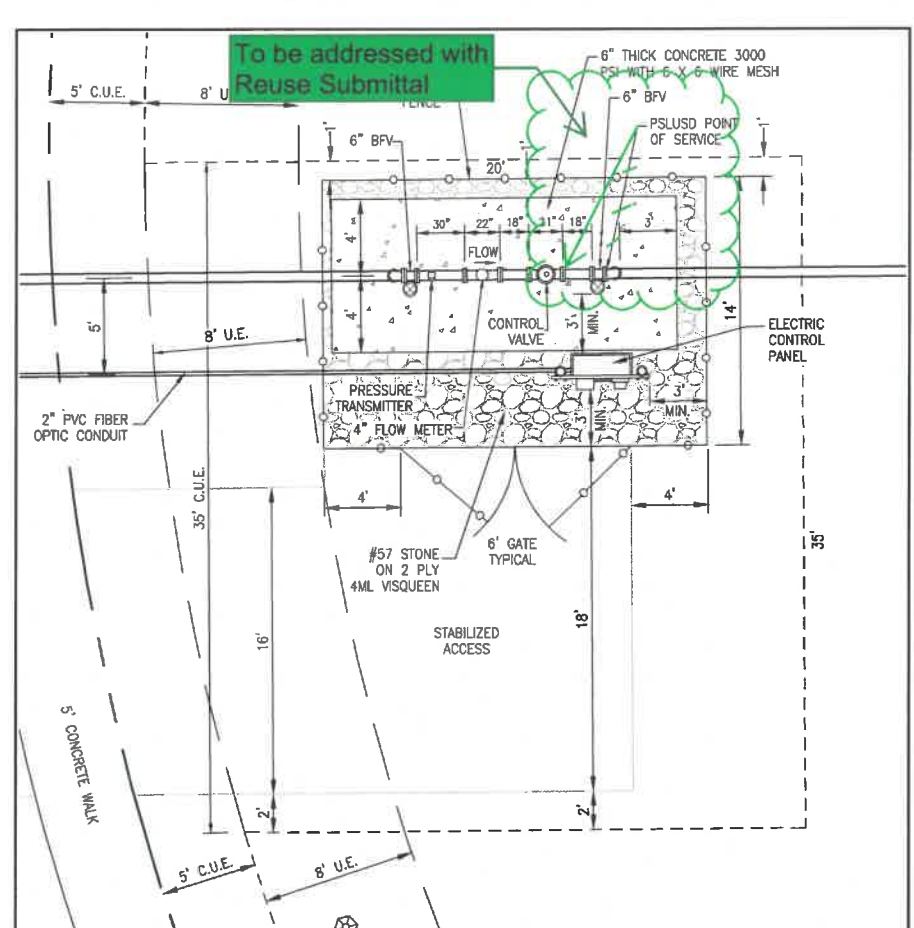 To be addressed with
Reuse Submittal
6" THICK CONCRETE 3000
PSI WITH 6 X 6 WIRE MESH
5' C.U.E.
8' U
FENCE
6" BFV
6" BFV
PSLUSD POINT
OF SERVICE
1'
1'
1'
20'
30"
22"
18"
18"
3'
4'
FLOW
14'
5'
4'
CONTROL
VALVE
3'
MIN.
ELECTRIC
CONTROL
PANEL
8' U.E.
2" PVC FIBER
OPTIC CONDUIT
PRESSURE
TRANSMITTER
4" FLOW METER
3'
MIN.
3'
MIN.
35' C.U.E.
4'
4'
#57 STONE
ON 2 PLY
4ML VISQUEEN
6' GATE
TYPICAL
35'
16'
18'
STABILIZED
ACCESS
5' CONCRETE WALK
2'
2'
5' C.U.E.
8' U.E.